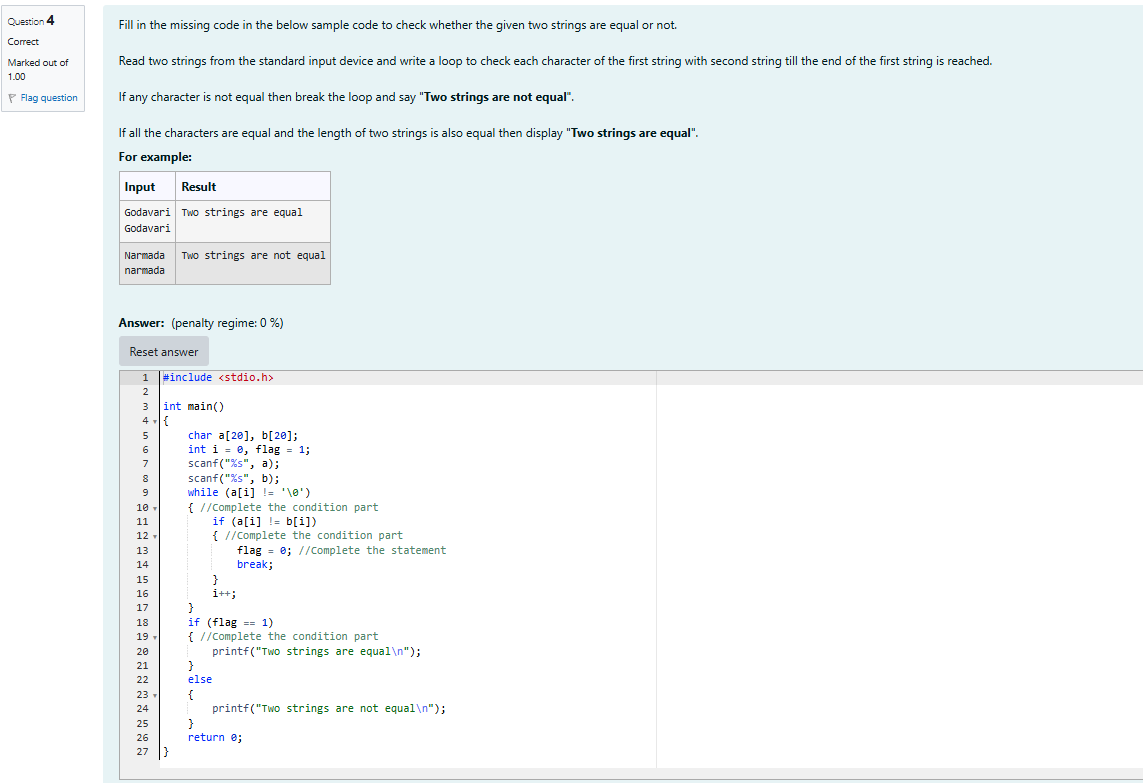 Question 4
Correct
Marked out of
1.00
Flag question
Fill in the missing code in the below sample code to check whether the given two strings are equal or not.
Read two strings from the standard input device and write a loop to check each character of the first string with second string till the end of the first string is reached.
If any character is not equal then break the loop and say "Two strings are not equal".
If all the characters are equal and the length of two strings is also equal then display "Two strings are equal".
For example:
Input Result
Godavari Two strings are equal
Godavari
Narmada Two strings are not equal
narmada
Answer: (penalty regime: 0 %)
Reset answer
1 #include <stdio.h>
2
3 int main()
4 {
5     char a[20], b[20];
6     int i = 0, flag = 1;
7     scanf("%s", a);
8     scanf("%s", b);
9     while (a[i] != '\0')
10     { //Complete the condition part
11         if (a[i] != b[i])
12         { //Complete the condition part
13             flag = 0; //Complete the statement
14             break;
15         }
16         i++;
17     }
18     if (flag == 1)
19     { //Complete the condition part
20         printf("Two strings are equal\n");
21     }
22     else
23     {
24         printf("Two strings are not equal\n");
25     }
26     return 0;
27 }